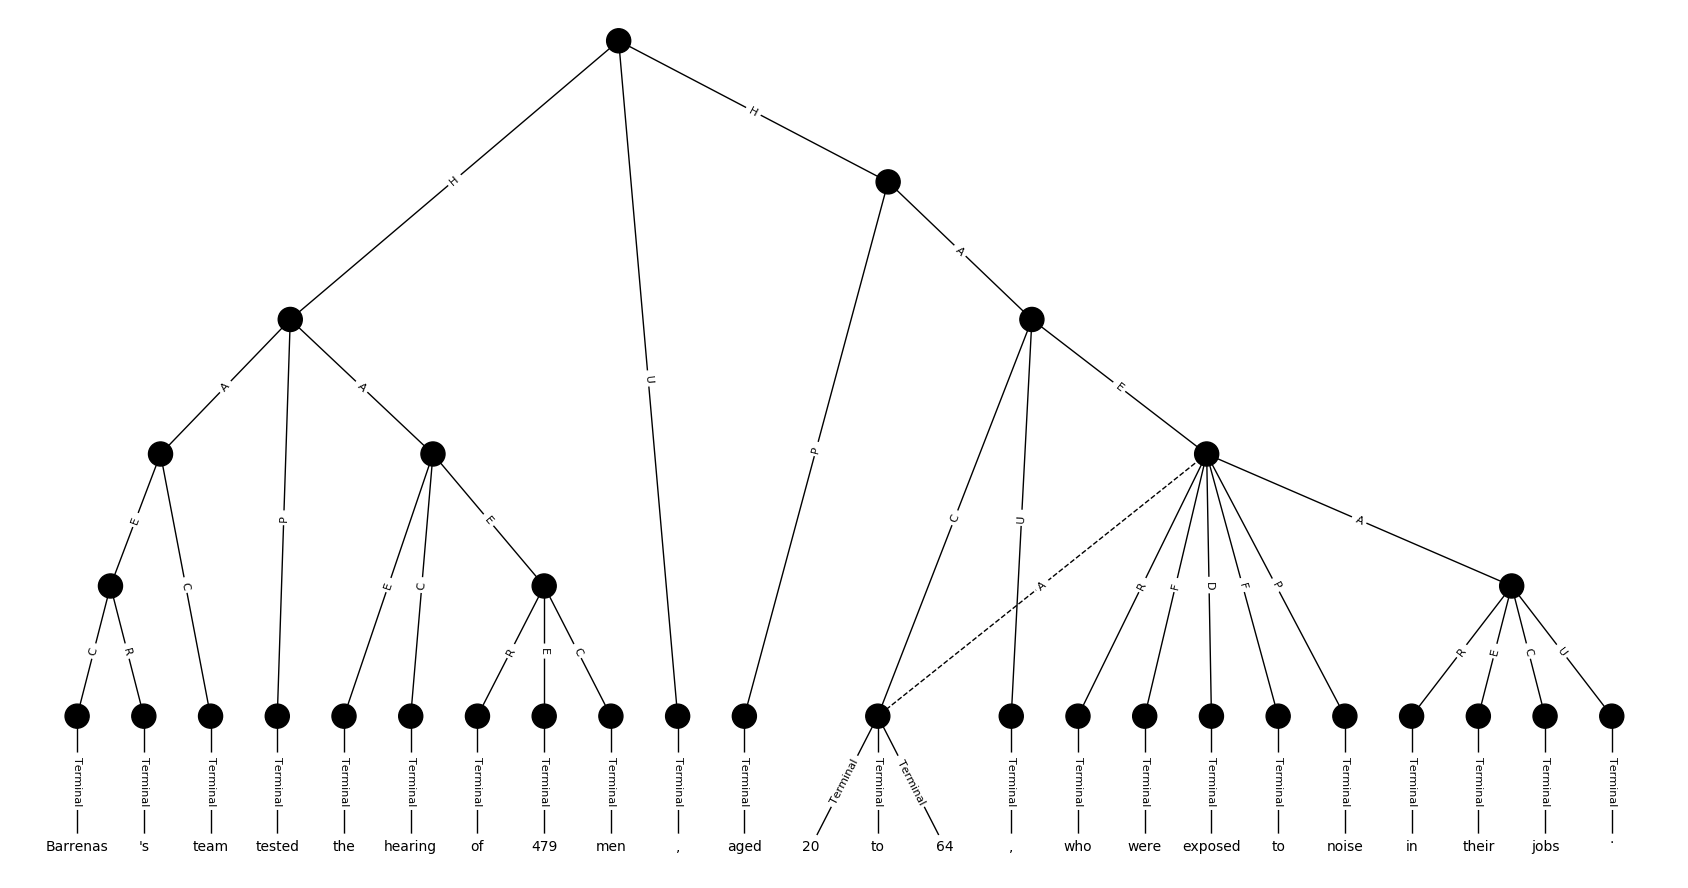 H
H
A
A
A
U
P
E
E
C
P
E
C
E
C
U
A
A
R
F
D
F
P
C
R
R
E
C
R
E
C
U
Terminal Terminal Terminal Terminal Terminal Terminal Terminal Terminal Terminal Terminal Terminal Terminal Terminal Terminal Terminal Terminal Terminal Terminal Terminal Terminal Terminal Terminal Terminal Terminal
Barrenas 's team tested the hearing of 479 men , aged 20 to 64 , who were exposed to noise in their jobs .